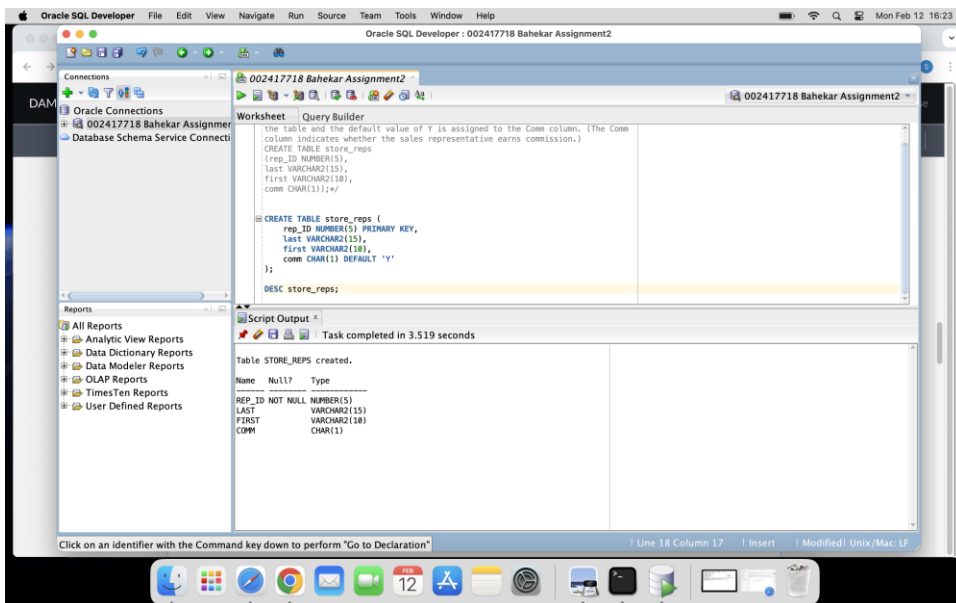 Oracle SQL Developer File Edit View Navigate Run Source Team Tools Window Help Mon Feb 12 16:23
Oracle SQL Developer : 002417718 Bahekar Assignment2
DAM
Connections
Oracle Connections
002417718 Bahekar Assignmer
Database Schema Service Connecti
002417718 Bahekar Assignment2
002417718 Bahekar Assignment2
Worksheet Query Builder
the table and the default value of Y is assigned to the Comm column. (The Comm
column indicates whether the sales representative earns commission.)
CREATE TABLE store_reps
(rep_ID NUMBER(5),
last VARCHAR2(15),
first VARCHAR2(10),
comm CHAR(1));*/
CREATE TABLE store_reps (
rep_ID NUMBER(5) PRIMARY KEY,
last VARCHAR2(15),
first VARCHAR2(10),
comm CHAR(1) DEFAULT 'Y'
);
DESC store_reps;
Reports
All Reports
Analytic View Reports
Data Dictionary Reports
Data Modeler Reports
OLAP Reports
TimesTen Reports
User Defined Reports
Script Output
Task completed in 3.519 seconds
Table STORE_REPS created.
Name Null? Type
------ -------- ------------
REP_ID NOT NULL NUMBER(5)
LAST VARCHAR2(15)
FIRST VARCHAR2(10)
COMM CHAR(1)
Click on an identifier with the Command key down to perform "Go to Declaration"
Line 18 Column 17 Insert Modified Unix/Mac: LF
FEB
12